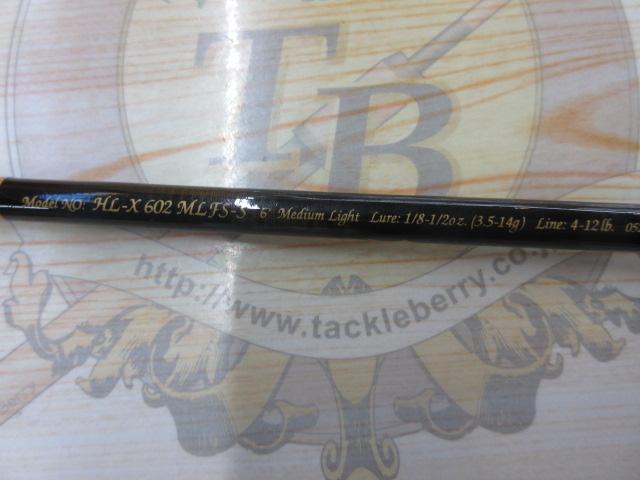 TB
Model NO: HL-X 602 MLFS-S 6' Medium Light Lure: 1/8-1/2oz. (3.5-14g) Line: 4-12lb.
http://
www.tackleberry.co.